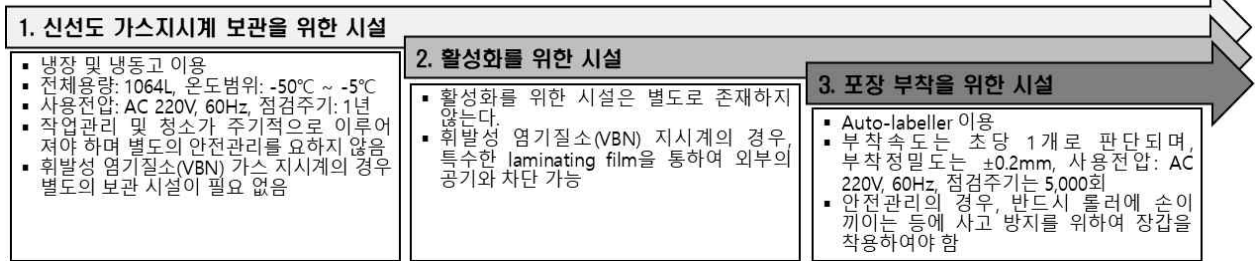 1. 신선도 가스지시계 보관을 위한 시설
▪ 냉장 및 냉동고 이용
▪ 전체용량: 1064L, 온도범위: -50℃ ~ -5℃
▪ 사용전압: AC 220V, 60Hz, 점검주기: 1년
▪ 작업관리 및 청소가 주기적으로 이루어
져야 하며 별도의 안전관리를 요하지 않음
▪ 휘발성 염기질소(VBN) 가스 지시계의 경우
별도의 보관 시설이 필요 없음
2. 활성화를 위한 시설
▪ 활성화를 위한 시설은 별도로 존재하지
않는다.
▪ 휘발성 염기질소(VBN) 지시계의 경우,
특수한 laminating film을 통하여 외부의
공기와 차단 가능
3. 포장 부착을 위한 시설
▪ Auto-labeller 이용
▪ 부착속도는 초당 1개로 판단되며,
부착정밀도는 ±0.2mm, 사용전압: AC
220V, 60Hz, 점검주기는 5,000회
▪ 안전관리의 경우, 반드시 롤러에 손이
끼이는 등에 사고 방지를 위하여 장갑을
착용하여야 함